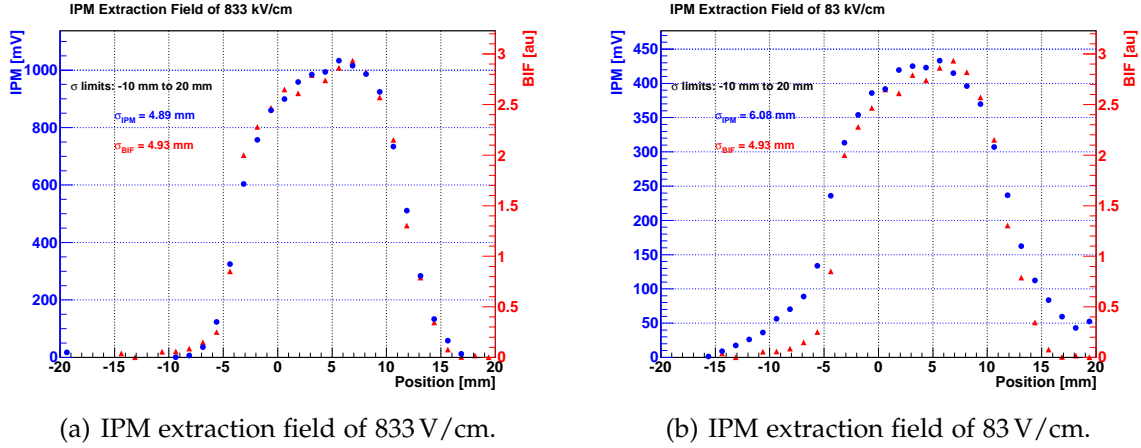 IPM Extraction Field of 833 kV/cm
IPM [mV]
1000
800
600
400
200
0
σ limits: -10 mm to 20 mm
σIPM = 4.89 mm
σBIF = 4.93 mm
BIF [au]
3
2.5
2
1.5
1
0.5
0
-20 -15 -10 -5 0 5 10 15 20
Position [mm]
(a) IPM extraction field of 833 V/cm.
IPM Extraction Field of 83 kV/cm
IPM [mV]
450
400
350
300
250
200
150
100
50
0
σ limits: -10 mm to 20 mm
σIPM = 6.08 mm
σBIF = 4.93 mm
BIF [au]
3
2.5
2
1.5
1
0.5
0
-20 -15 -10 -5 0 5 10 15 20
Position [mm]
(b) IPM extraction field of 83 V/cm.